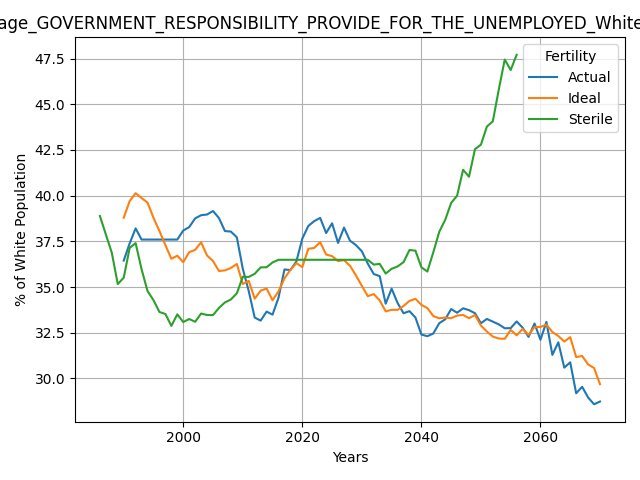 age_GOVERNMENT_RESPONSIBILITY_PROVIDE_FOR_THE_UNEMPLOYED_White
47.5
45.0
42.5
40.0
37.5
35.0
32.5
30.0
% of White Population
Fertility
Actual
Ideal
Sterile
2000 2020 2040 2060
Years